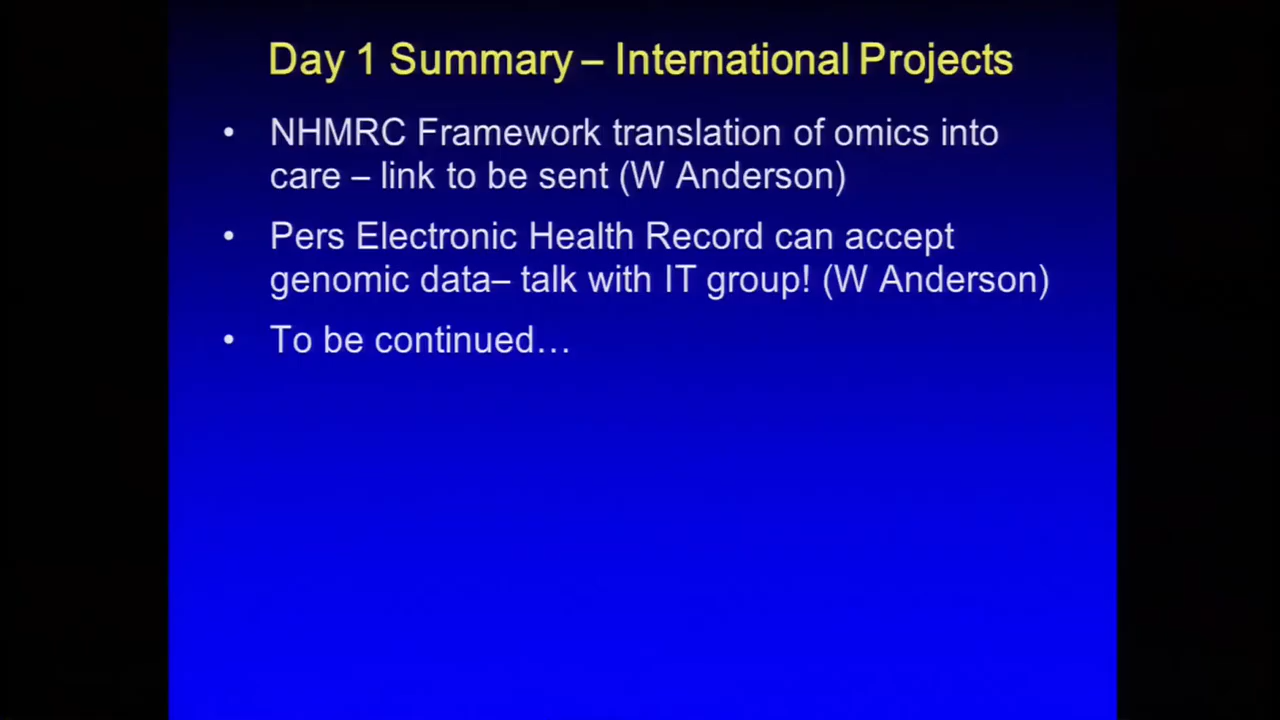 Day 1 Summary – International Projects
• NHMRC Framework translation of omics into
care – link to be sent (W Anderson)
• Pers Electronic Health Record can accept
genomic data– talk with IT group! (W Anderson)
• To be continued…